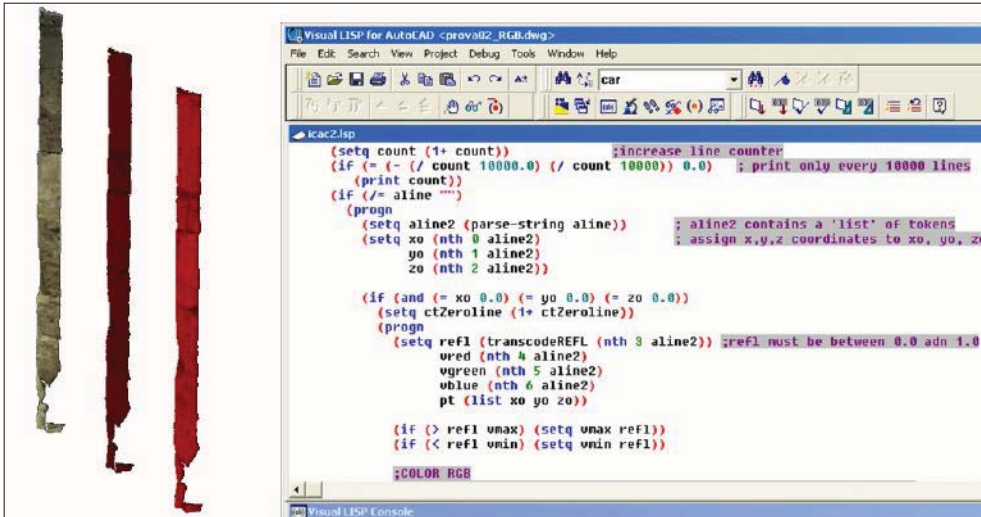 Visual LISP for AutoCAD <prova02_RGB.dwg>
File Edit Search View Project Debug Tools Window Help
car
icac2.lsp
(setq count (1+ count)) ;increase line counter
(if (= (- (/ count 10000.0) (/ count 10000)) 0.0) ; print only every 10000 lines
(print count))
(if (/= aline "")
(progn
(setq aline2 (parse-string aline)) ; aline2 contains a 'list' of tokens
(setq xo (nth 0 aline2) ; assign x,y,z coordinates to xo, yo, zo
yo (nth 1 aline2)
zo (nth 2 aline2))
(if (and (= xo 0.0) (= yo 0.0) (= zo 0.0))
(setq ctZeroline (1+ ctZeroline))
(progn
(setq refl (transcodeREFL (nth 3 aline2)) ;refl must be between 0.0 adn 1.0
vred (nth 4 aline2)
vgreen (nth 5 aline2)
vblue (nth 6 aline2)
pt (list xo yo zo))
(if (> refl vmax) (setq vmax refl))
(if (< refl vmin) (setq vmin refl))
;COLOR RGB
Visual LISP Console